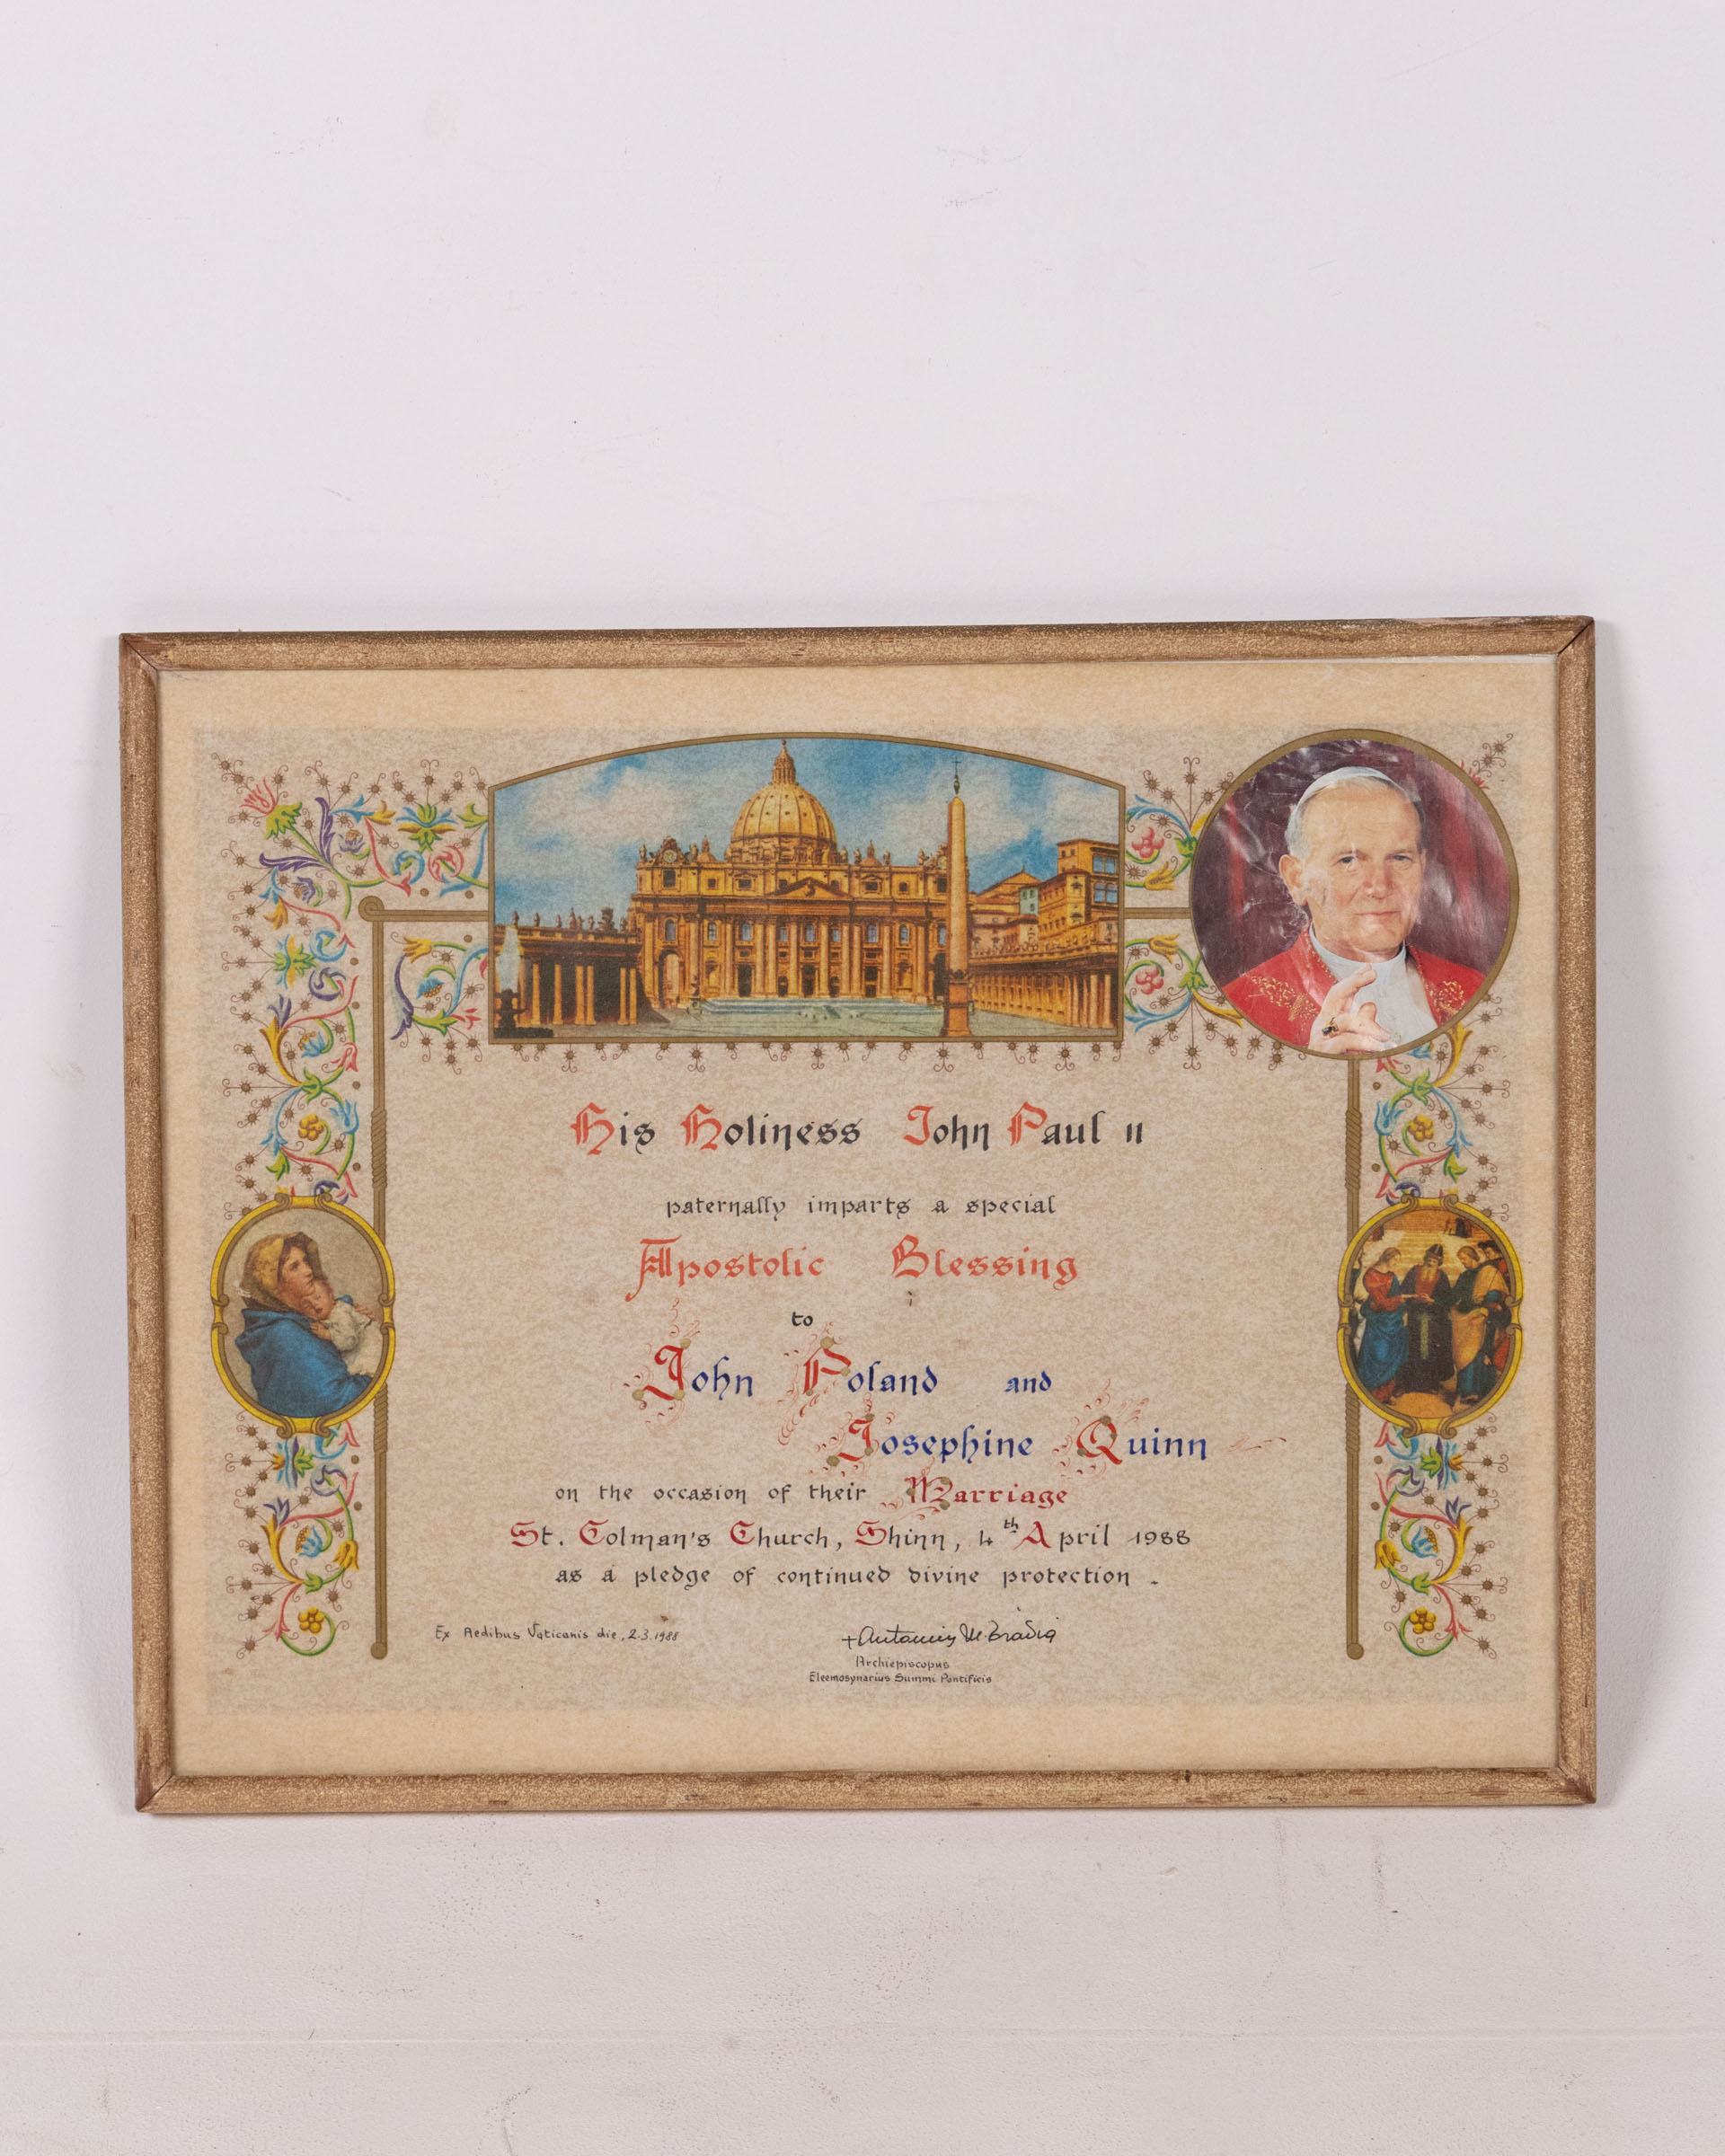 His Holiness John Paul II
paternally imparts a special
Apostolic Blessing
to
John Poland and
Josephine Quinn
on the occasion of their Marriage
St. Colman's Church, Shinn, 4th April 1988
as a pledge of continued divine protection .
Ex Aedibus Vaticanis die, 2.3.1988
+ Antonius M. Travia
Archiepiscopus
Eleemosynarius Summi Pontificis